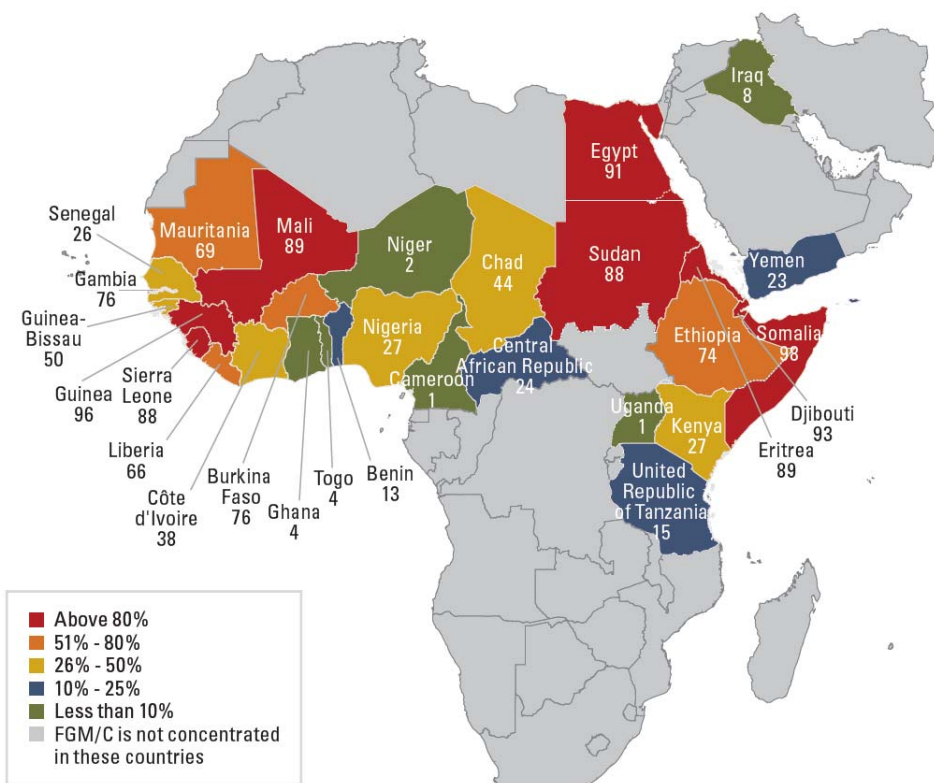 Iraq
8
Egypt
91
Senegal
26
Mauritania
69
Mali
89
Niger
2
Chad
44
Sudan
88
Yemen
23
Gambia
76
Guinea-
Bissau
50
Nigeria
27
Ethiopia
74
Somalia
98
Guinea
96
Sierra
Leone
88
Cameroon
1
Central
African Republic
24
Uganda
1
Kenya
27
Djibouti
93
Eritrea
89
Liberia
66
Côte
d'Ivoire
38
Burkina
Faso
76
Ghana
4
Togo
4
Benin
13
United
Republic
of Tanzania
15
Above 80%
51% - 80%
26% - 50%
10% - 25%
Less than 10%
FGM/C is not concentrated
in these countries